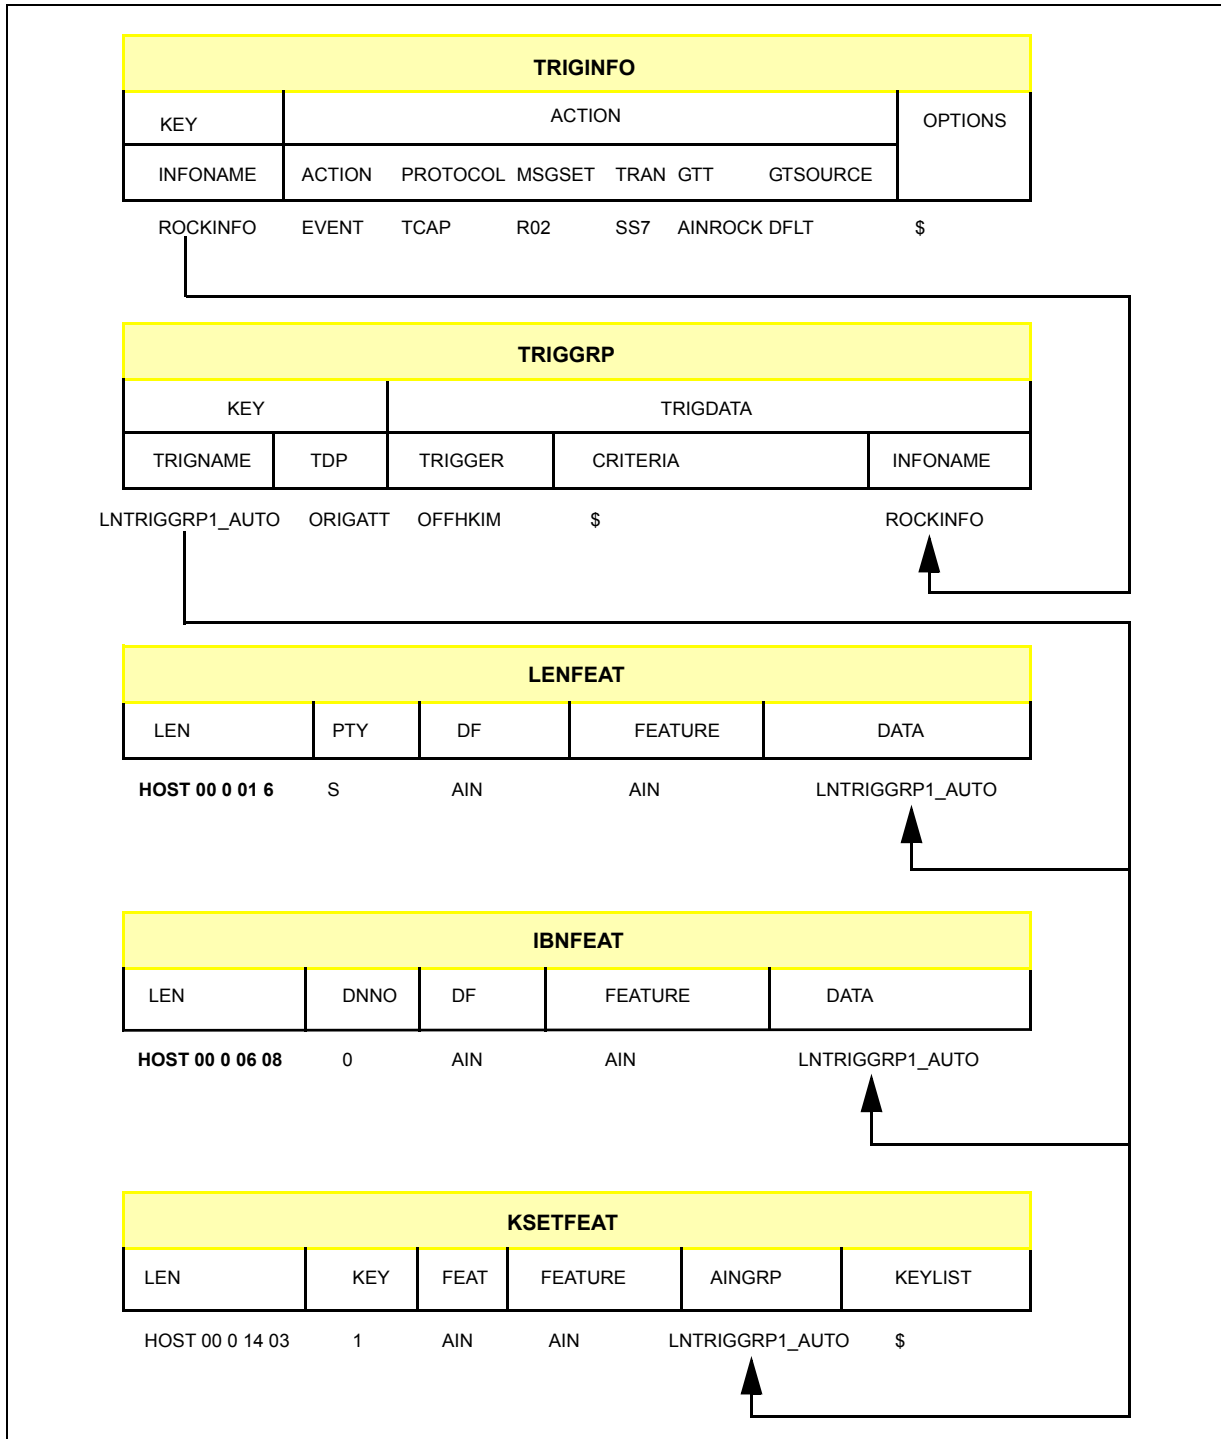 TRIGINFO
KEY ACTION OPTIONS
INFONAME ACTION PROTOCOL MSGSET TRAN GTT GTSOURCE
ROCKINFO EVENT TCAP R02 SS7 AINROCK DFLT $
TRIGGRP
KEY TRIGDATA
TRIGNAME TDP TRIGGER CRITERIA INFONAME
LNTRIGGRP1_AUTO ORIGATT OFFHKIM $ ROCKINFO
LENFEAT
LEN PTY DF FEATURE DATA
HOST 00 0 01 6 S AIN AIN LNTRIGGRP1_AUTO
IBNFEAT
LEN DNNO DF FEATURE DATA
HOST 00 0 06 08 0 AIN AIN LNTRIGGRP1_AUTO
KSETFEAT
LEN KEY FEAT FEATURE AINGRP KEYLIST
HOST 00 0 14 03 1 AIN AIN LNTRIGGRP1_AUTO $